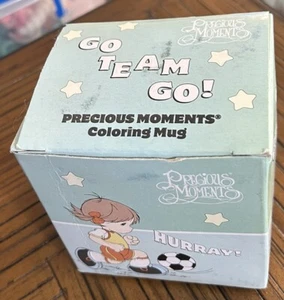 PRECIOUS
MOMENTS
GO
TEAM
GO!
PRECIOUS MOMENTS®
Coloring Mug
PRECIOUS
MOMENTS
HURRAY!